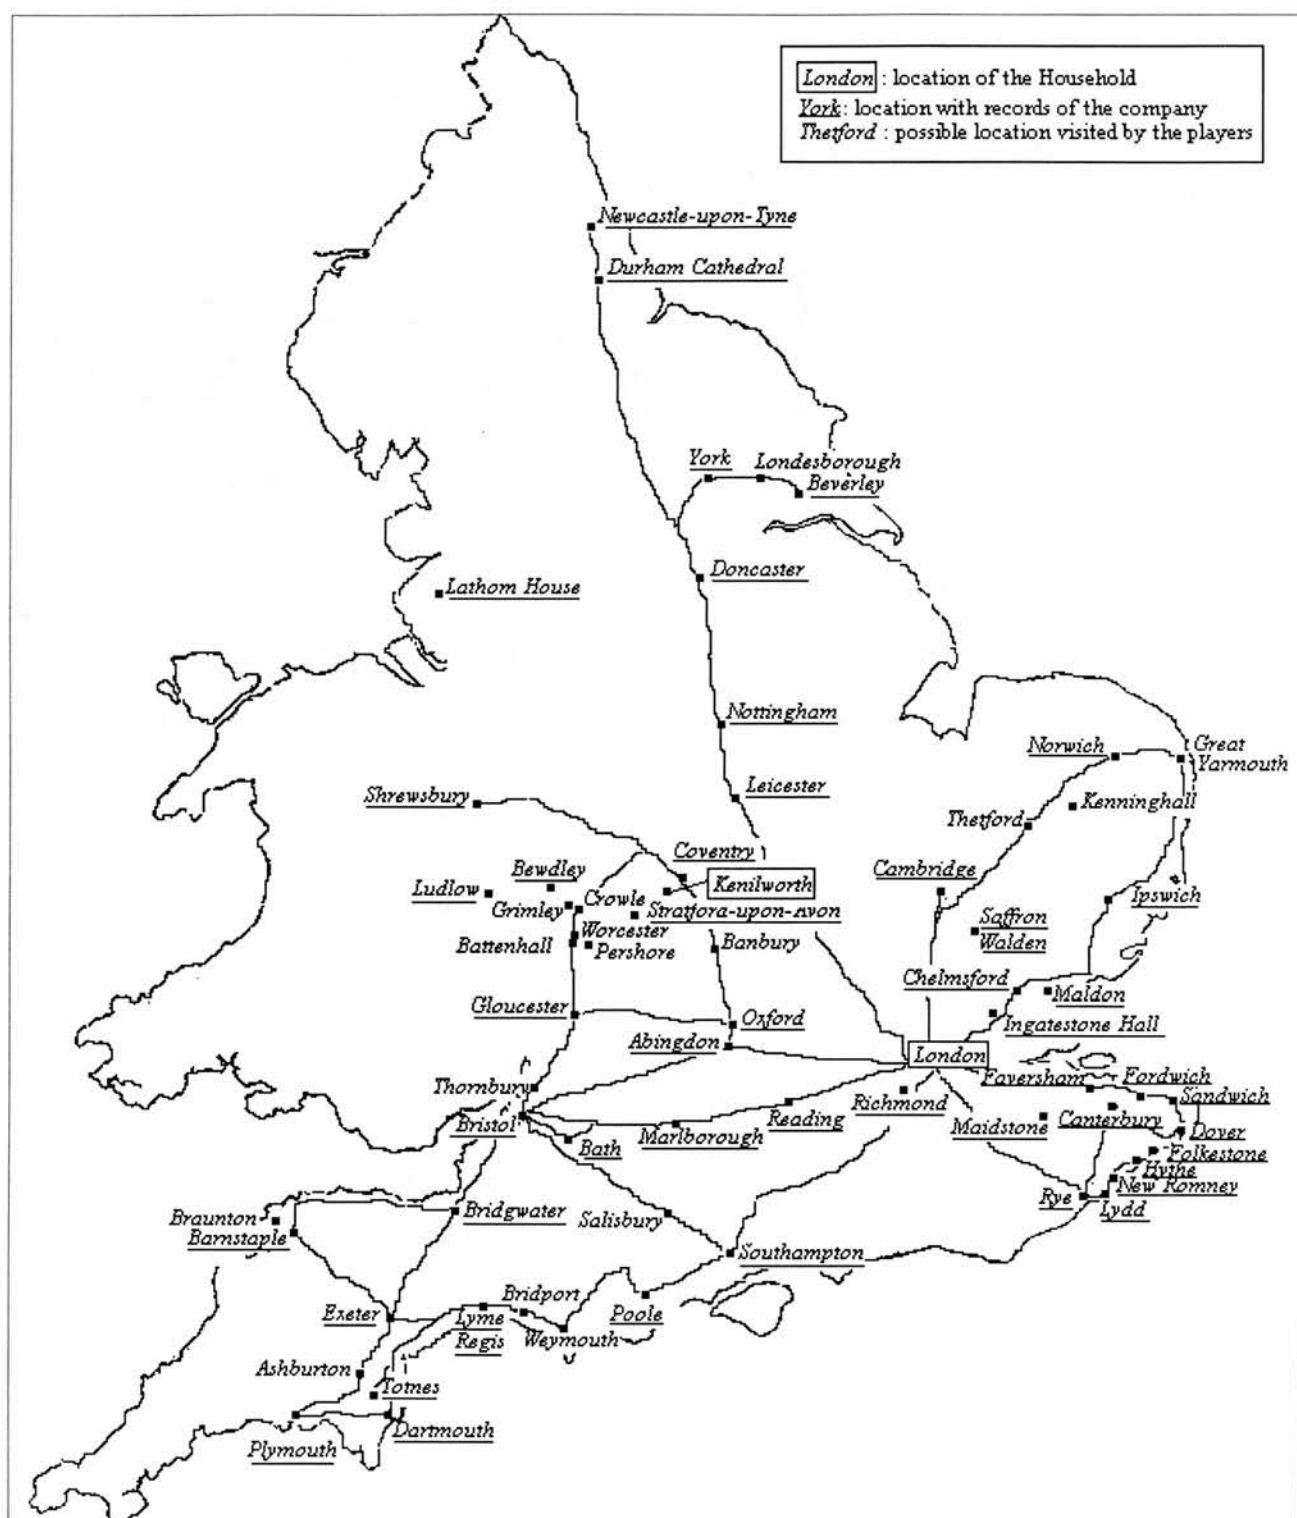 London : location of the Household
York : location with records of the company
Thetford : possible location visited by the players
Newcastle-upon-Tyne
Durham Cathedral
York
Londesborough
Beverley
Doncaster
Lathom House
Nottingham
Norwich
Great
Yarmouth
Leicester
Shrewsbury
Kenninghall
Thetford
Coventry
Kenilworth
Cambridge
Bewdley
Ludlow
Crowle
Grimley
Stratford-upon-Avon
Ipswich
Saffron
Walden
Worcester
Battenhall
Pershore
Banbury
Chelmsford
Maldon
Gloucester
Oxford
Ingatestone Hall
Abingdon
London
Thornbury
Faversham
Fordwich
Sandwich
Richmond
Reading
Bristol
Marlborough
Maidstone
Canterbury
Dover
Bath
Folkestone
Hythe
New Romney
Rye
Lydd
Braunton
Barnstaple
Bridgwater
Salisbury
Southampton
Exeter
Lyme
Regis
Bridport
Weymouth
Poole
Ashburton
Totnes
Dartmouth
Plymouth